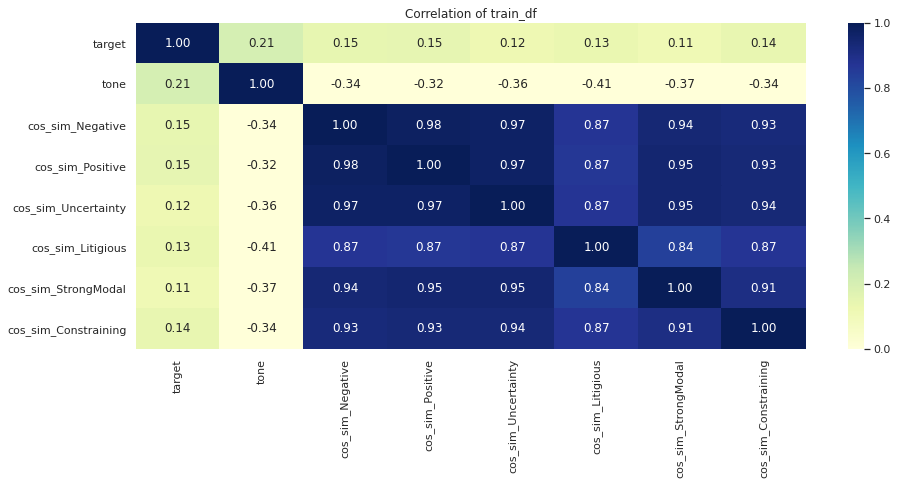 Correlation of train_df
target 1.00 0.21 0.15 0.15 0.12 0.13 0.11 0.14
tone 0.21 1.00 -0.34 -0.32 -0.36 -0.41 -0.37 -0.34
cos_sim_Negative 0.15 -0.34 1.00 0.98 0.97 0.87 0.94 0.93
cos_sim_Positive 0.15 -0.32 0.98 1.00 0.97 0.87 0.95 0.93
cos_sim_Uncertainty 0.12 -0.36 0.97 0.97 1.00 0.87 0.95 0.94
cos_sim_Litigious 0.13 -0.41 0.87 0.87 0.87 1.00 0.84 0.87
cos_sim_StrongModal 0.11 -0.37 0.94 0.95 0.95 0.84 1.00 0.91
cos_sim_Constraining 0.14 -0.34 0.93 0.93 0.94 0.87 0.91 1.00
target
tone
cos_sim_Negative
cos_sim_Positive
cos_sim_Uncertainty
cos_sim_Litigious
cos_sim_StrongModal
cos_sim_Constraining
1.0
0.8
0.6
0.4
0.2
0.0